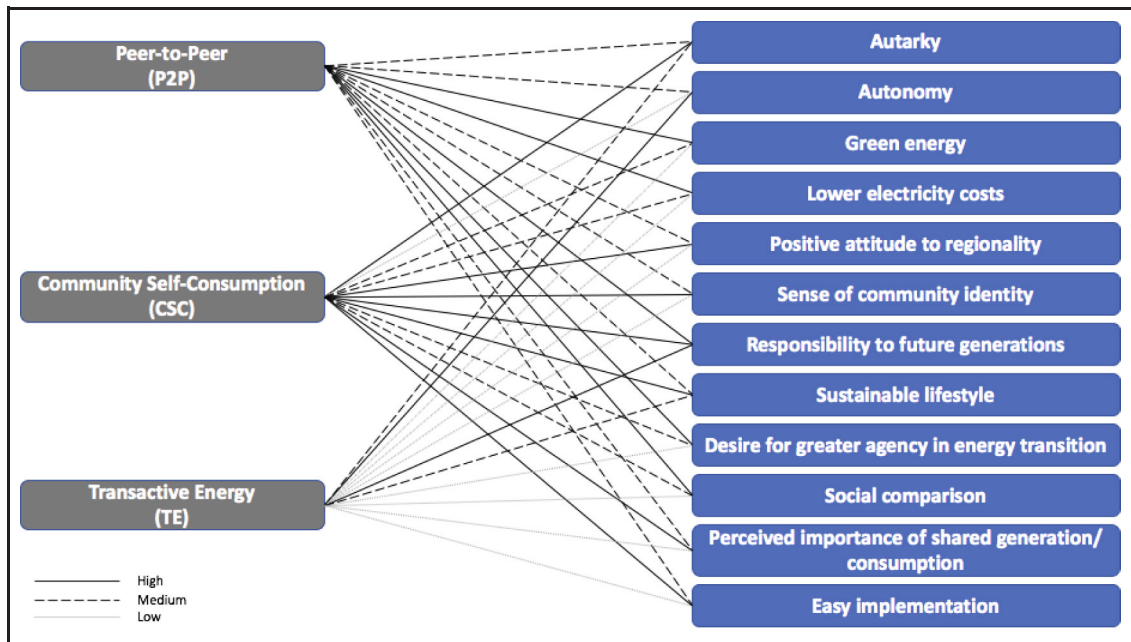 Peer-to-Peer
(P2P)
Community Self-Consumption
(CSC)
Transactive Energy
(TE)
High
Medium
Low
Autarky
Autonomy
Green energy
Lower electricity costs
Positive attitude to regionality
Sense of community identity
Responsibility to future generations
Sustainable lifestyle
Desire for greater agency in energy transition
Social comparison
Perceived importance of shared generation/
consumption
Easy implementation